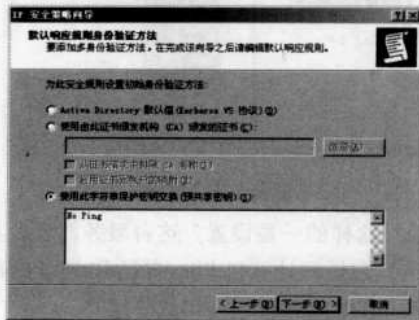 IP 安全策略向导
默认响应规则身份验证方法
要添加多身份验证方法,在完成该向导之后请编辑默认响应规则。
为此安全规则设置初始身份验证方法:
Active Directory 默认值(Kerberos V5 协议)(D)
使用由此证书颁发机构 (CA) 颁发的证书(C):
使用此字符串保护密钥交换(预共享密钥)(S):
No Ping
< 上一步(B) 下一步(N) > 取消